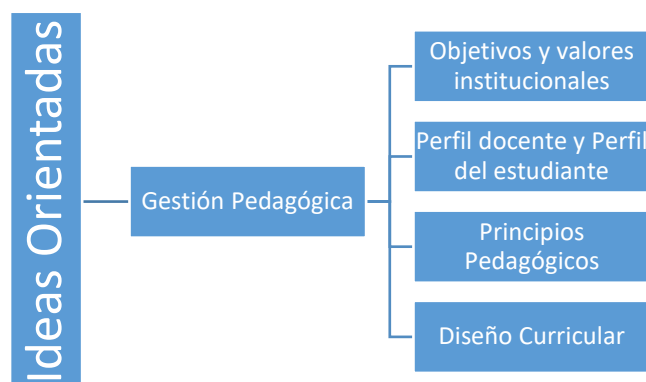 Ideas Orientadas
Gestión Pedagógica
Objetivos y valores
institucionales
Perfil docente y Perfil
del estudiante
Principios
Pedagógicos
Diseño Curricular